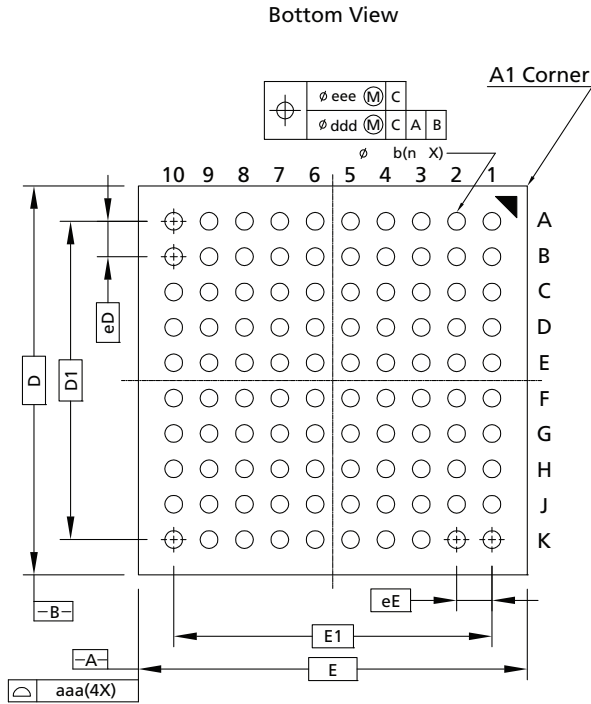 Bottom View
A1 Corner
ø eee Ⓜ C
ø ddd Ⓜ C A B
ø b(n X)
10 9 8 7 6 5 4 3 2 1
A
B
C
D
E
F
G
H
J
K
eD
D1
D
eE
E1
E
–B–
–A–
aaa(4X)